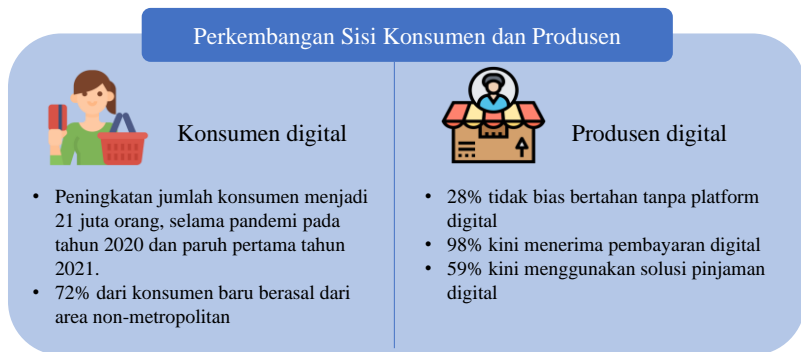 Perkembangan Sisi Konsumen dan Produsen
Konsumen digital
• Peningkatan jumlah konsumen menjadi
21 juta orang, selama pandemi pada
tahun 2020 dan paruh pertama tahun
2021.
• 72% dari konsumen baru berasal dari
area non-metropolitan
Produsen digital
• 28% tidak bias bertahan tanpa platform
digital
• 98% kini menerima pembayaran digital
• 59% kini menggunakan solusi pinjaman
digital